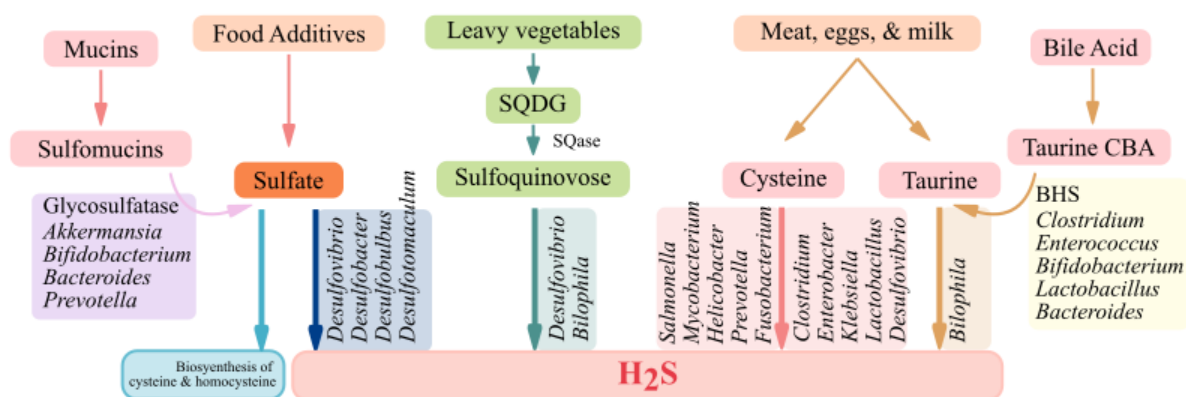 Mucins
Food Additives
Leavy vegetables
Meat, eggs, & milk
Bile Acid
SQDG
SQase
Sulfomucins
Sulfate
Sulfoquinovose
Cysteine
Taurine
Taurine CBA
Glycosulfatase
Akkermansia
Bifidobacterium
Bacteroides
Prevotella
Desulfovibrio
Desulfobacter
Desulfobulbus
Desulfotomaculum
Desulfovibrio
Bilophila
Salmonella
Mycobacterium
Helicobacter
Prevotella
Fusobacterium
Clostridium
Enterobacter
Klebsiella
Lactobacillus
Desulfovibrio
Bilophila
BHS
Clostridium
Enterococcus
Bifidobacterium
Lactobacillus
Bacteroides
Biosynthesis of
cysteine & homocysteine
H2S